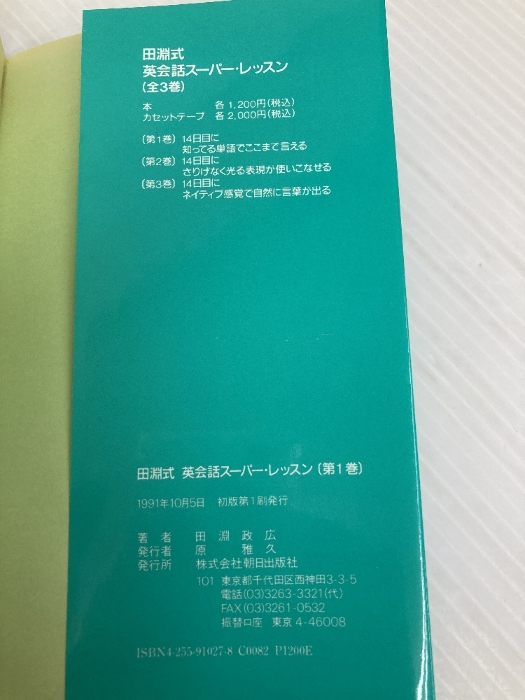 田淵式
英会話スーパー・レッスン
(全3巻)
本 各1,200円(税込)
カセットテープ 各2,000円(税込)
〔第1巻〕14日目に
知ってる単語でここまで言える
〔第2巻〕14日目に
さりげなく光る表現が使いこなせる
〔第3巻〕14日目に
ネイティブ感覚で自然に言葉が出る
田淵式 英会話スーパー・レッスン〔第1巻〕
1991年10月5日 初版第1刷発行
著者 田淵政広
発行者 原雅久
発行所 株式会社朝日出版社
101 東京都千代田区西神田3-3-5
電話(03)3263-3321(代)
FAX(03)3261-0532
振替口座 東京4-46008
ISBN4-255-91027-8 C0082 P1200E